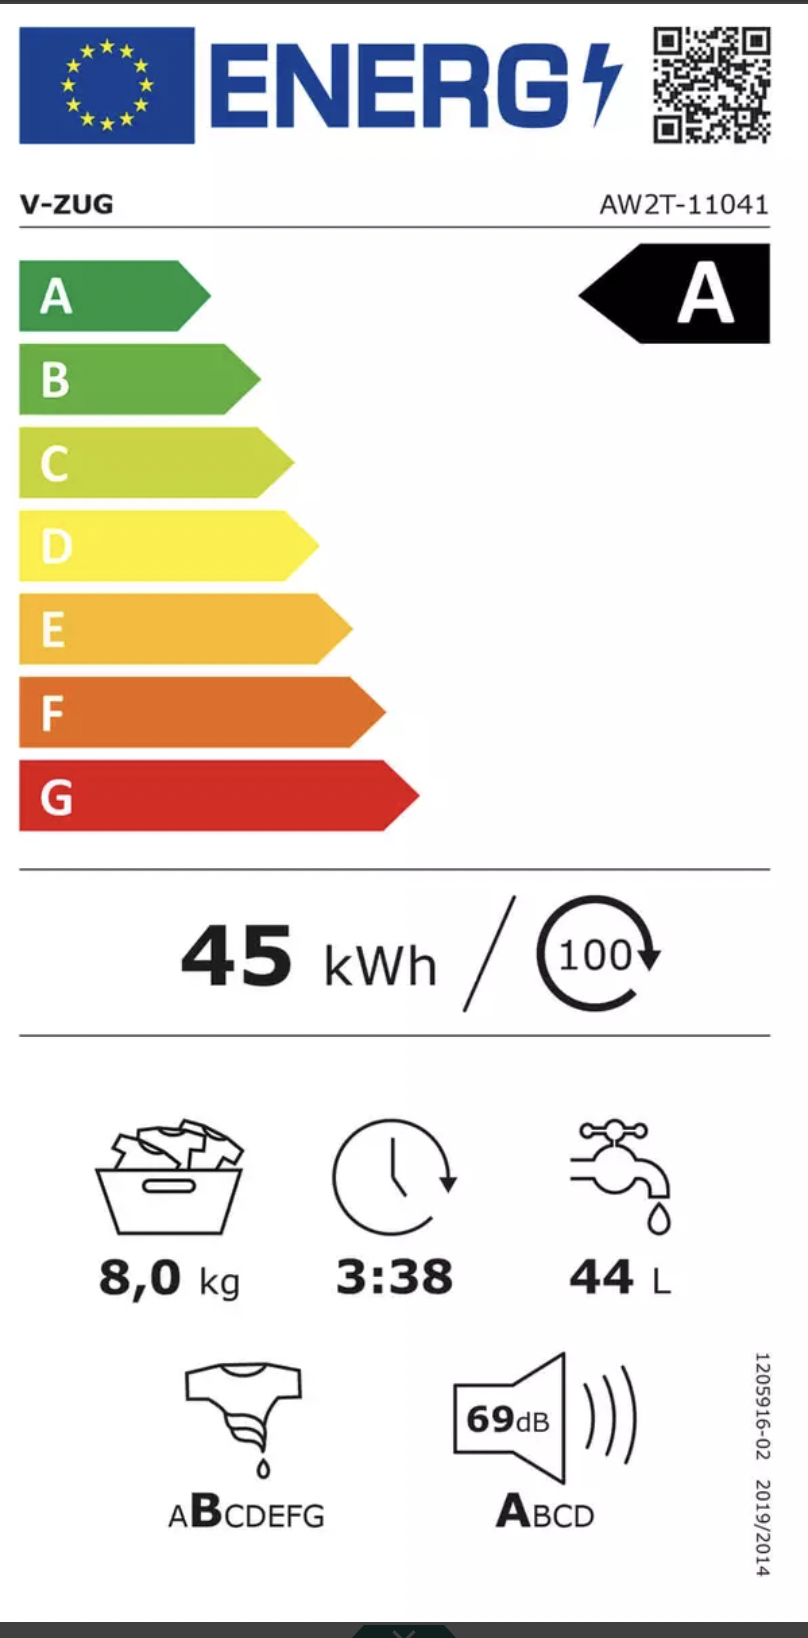 ENERG
V-ZUG AW2T-11041
A A
B
C
D
E
F
G
45 kWh / 100
8,0 kg 3:38 44 L
69dB
ABCDEFG ABCD
1205916-02 2019/2014